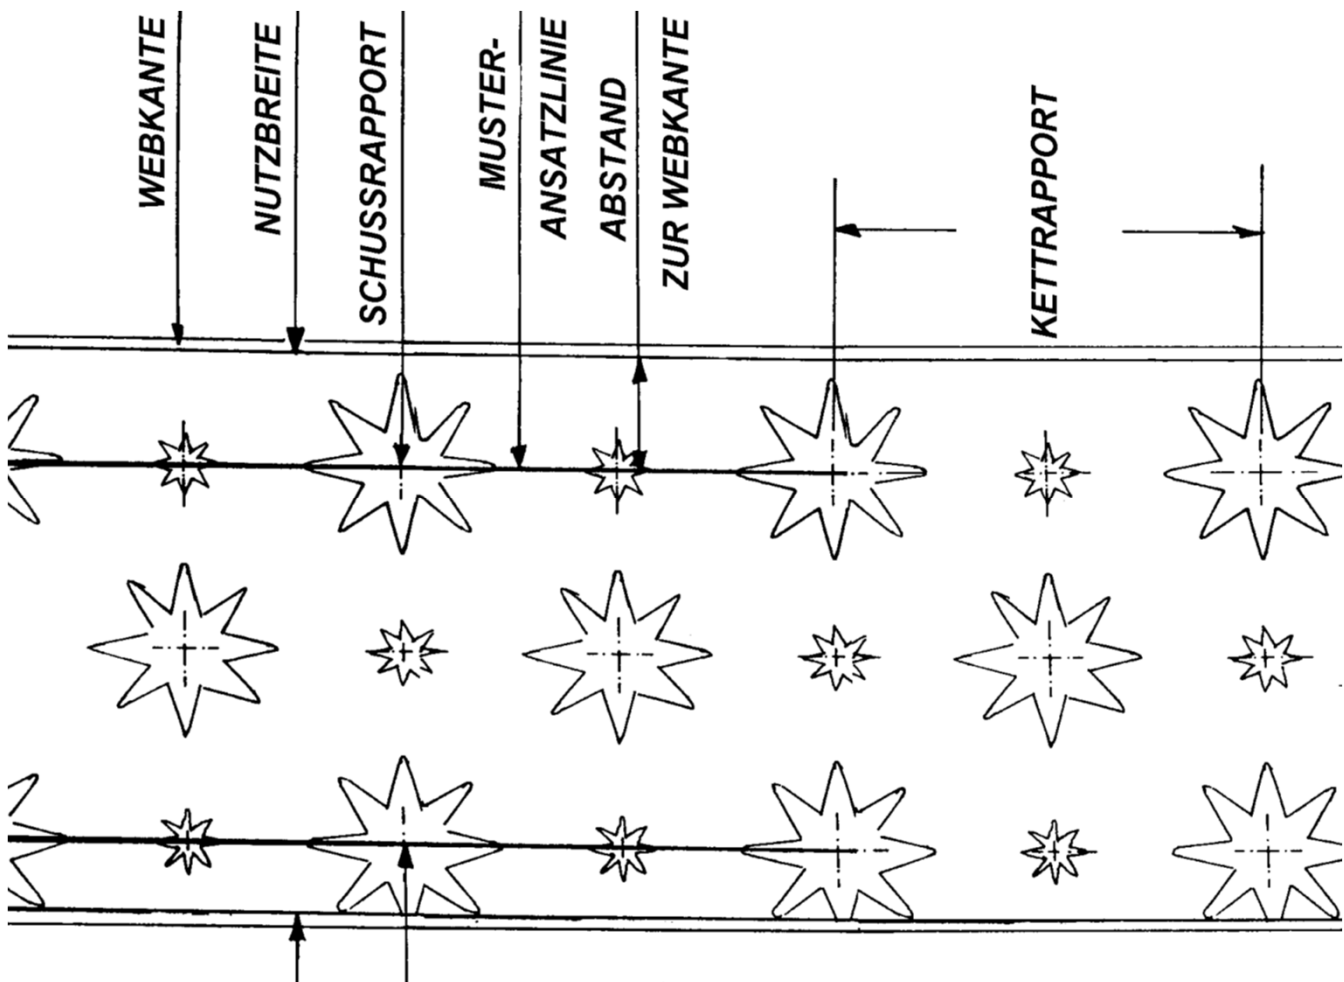 WEBKANTE
NUTZBREITE
SCHUSSRAPPORT
MUSTER-
ANSATZLINIE
ABSTAND
ZUR WEBKANTE
KETTRAPPORT